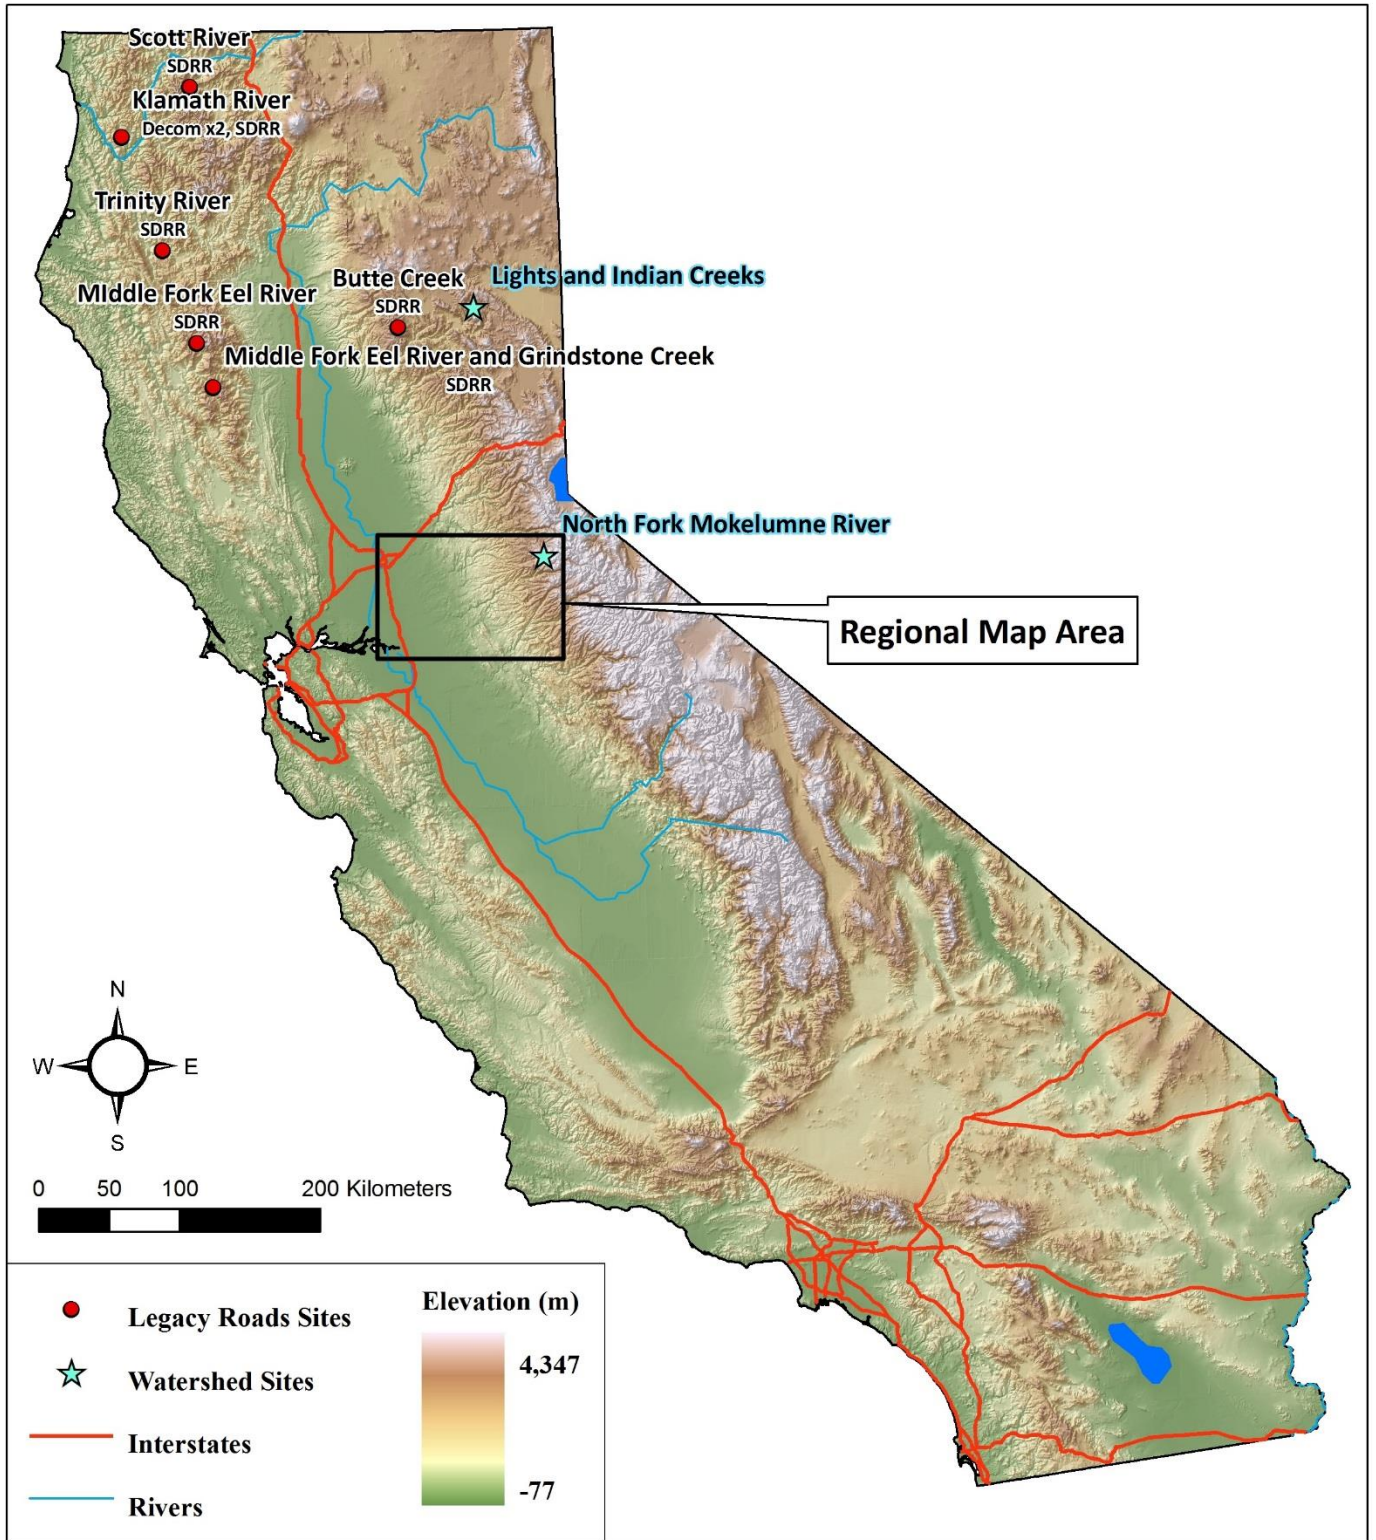 Scott River
SDRR
Klamath River
Decom x2, SDRR
Trinity River
SDRR
MIddle Fork Eel River
SDRR
Butte Creek
SDRR
Lights and Indian Creeks
Middle Fork Eel River and Grindstone Creek
SDRR
North Fork Mokelumne River
Regional Map Area
N
W E
S
0 50 100 200 Kilometers
Legacy Roads Sites
Watershed Sites
Interstates
Rivers
Elevation (m)
4,347
-77